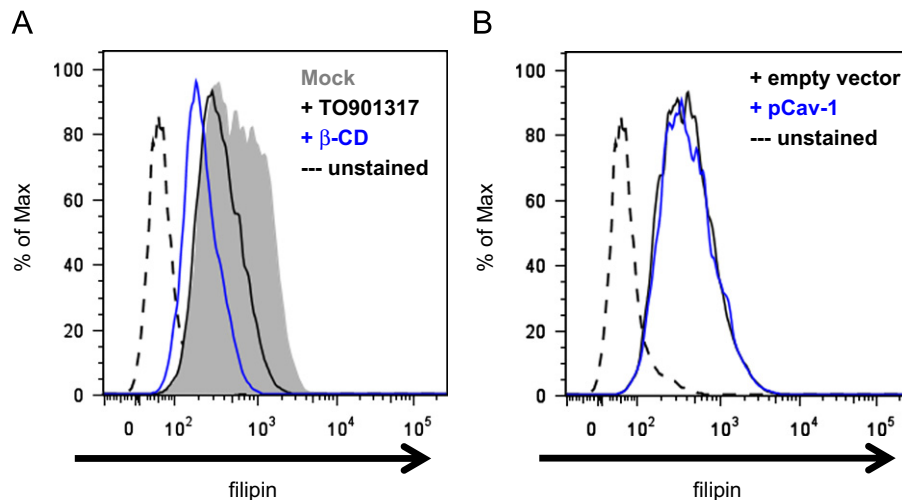 A
% of Max
100
80
60
40
20
0
Mock
+ TO901317
+ β-CD
--- unstained
0 10² 10³ 10⁴ 10⁵
filipin
B
% of Max
100
80
60
40
20
0
+ empty vector
+ pCav-1
--- unstained
0 10² 10³ 10⁴ 10⁵
filipin